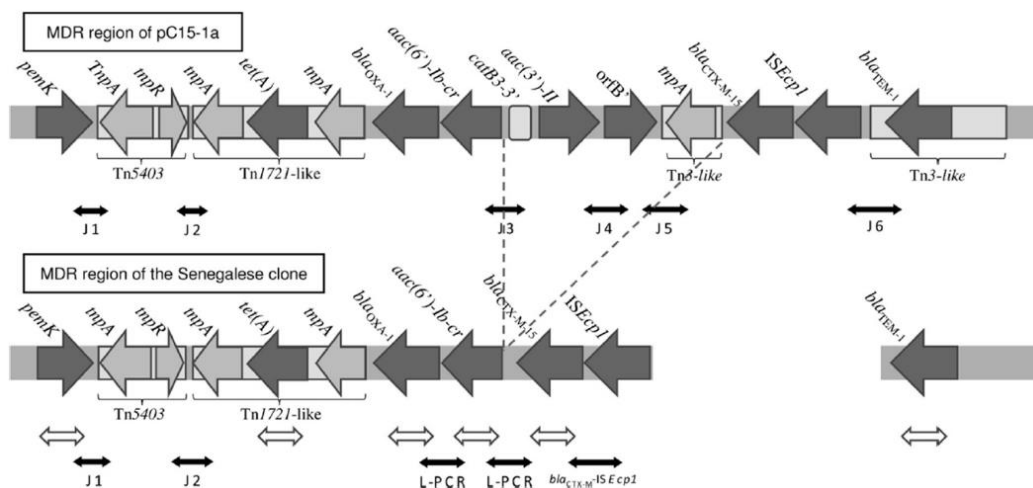 MDR region of pC15-1a
pemK TnpA tnpR tnpA tet(A) tnpA blaOXA-1 aac(6')-Ib-cr catB3-3' aac(3')-II orfB' tnpA blaCTX-M-15 ISEcp1 blaTEM-1
Tn5403 Tn1721-like Tn3-like Tn3-like
J1 J2 J3 J4 J5 J6
MDR region of the Senegalese clone
pemK tnpA tnpR tnpA tet(A) tnpA blaOXA-1 aac(6')-Ib-cr blaCTX-M-15 ISEcp1 blaTEM-1
Tn5403 Tn1721-like
J1 J2 L-PCR L-PCR blaCTX-M-ISEcp1